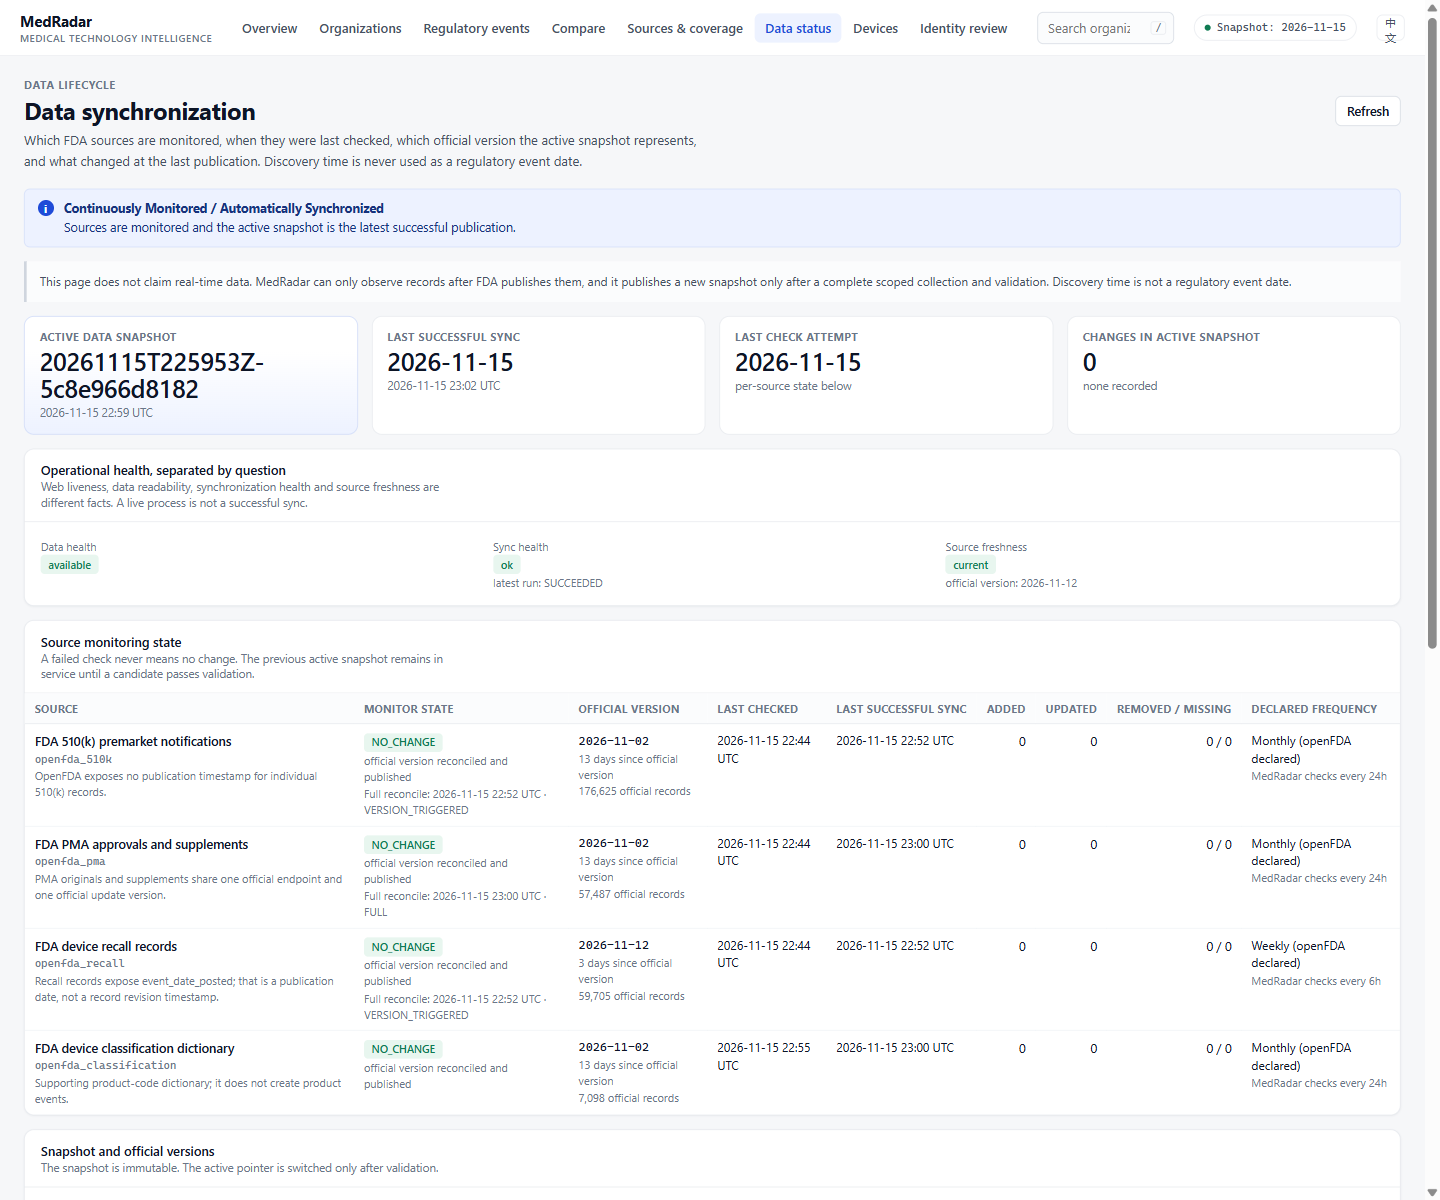 MedRadar
MEDICAL TECHNOLOGY INTELLIGENCE
Overview
Organizations
Regulatory events
Compare
Sources & coverage
Data status
Devices
Identity review
Search organiz
/
Snapshot: 2026-11-15
中
文
DATA LIFECYCLE
Data synchronization
Refresh
Which FDA sources are monitored, when they were last checked, which official version the active snapshot represents,
and what changed at the last publication. Discovery time is never used as a regulatory event date.
i
Continuously Monitored / Automatically Synchronized
Sources are monitored and the active snapshot is the latest successful publication.
This page does not claim real-time data. MedRadar can only observe records after FDA publishes them, and it publishes a new snapshot only after a complete scoped collection and validation. Discovery time is not a regulatory event date.
ACTIVE DATA SNAPSHOT
20261115T225953Z-
5c8e966d8182
2026-11-15 22:59 UTC
LAST SUCCESSFUL SYNC
2026-11-15
2026-11-15 23:02 UTC
LAST CHECK ATTEMPT
2026-11-15
per-source state below
CHANGES IN ACTIVE SNAPSHOT
0
none recorded
Operational health, separated by question
Web liveness, data readability, synchronization health and source freshness are
different facts. A live process is not a successful sync.
Data health
available
Sync health
ok
latest run: SUCCEEDED
Source freshness
current
official version: 2026-11-12
Source monitoring state
A failed check never means no change. The previous active snapshot remains in
service until a candidate passes validation.
SOURCE MONITOR STATE OFFICIAL VERSION LAST CHECKED LAST SUCCESSFUL SYNC ADDED UPDATED REMOVED / MISSING DECLARED FREQUENCY
FDA 510(k) premarket notifications
openfda_510k
OpenFDA exposes no publication timestamp for individual
510(k) records.
NO_CHANGE
official version reconciled and
published
Full reconcile: 2026-11-15 22:52 UTC ·
VERSION_TRIGGERED
2026-11-02
13 days since official
version
176,625 official records
2026-11-15 22:44
UTC
2026-11-15 22:52 UTC
0
0
0 / 0
Monthly (openFDA
declared)
MedRadar checks every 24h
FDA PMA approvals and supplements
openfda_pma
PMA originals and supplements share one official endpoint and
one official update version.
NO_CHANGE
official version reconciled and
published
Full reconcile: 2026-11-15 23:00 UTC ·
FULL
2026-11-02
13 days since official
version
57,487 official records
2026-11-15 22:44
UTC
2026-11-15 23:00 UTC
0
0
0 / 0
Monthly (openFDA
declared)
MedRadar checks every 24h
FDA device recall records
openfda_recall
Recall records expose event_date_posted; that is a publication
date, not a record revision timestamp.
NO_CHANGE
official version reconciled and
published
Full reconcile: 2026-11-15 22:52 UTC ·
VERSION_TRIGGERED
2026-11-12
3 days since official
version
59,705 official records
2026-11-15 22:44
UTC
2026-11-15 22:52 UTC
0
0
0 / 0
Weekly (openFDA
declared)
MedRadar checks every 6h
FDA device classification dictionary
openfda_classification
Supporting product-code dictionary; it does not create product
events.
NO_CHANGE
official version reconciled and
published
2026-11-02
13 days since official
version
7,098 official records
2026-11-15 22:55
UTC
2026-11-15 23:00 UTC
0
0
0 / 0
Monthly (openFDA
declared)
MedRadar checks every 24h
Snapshot and official versions
The snapshot is immutable. The active pointer is switched only after validation.